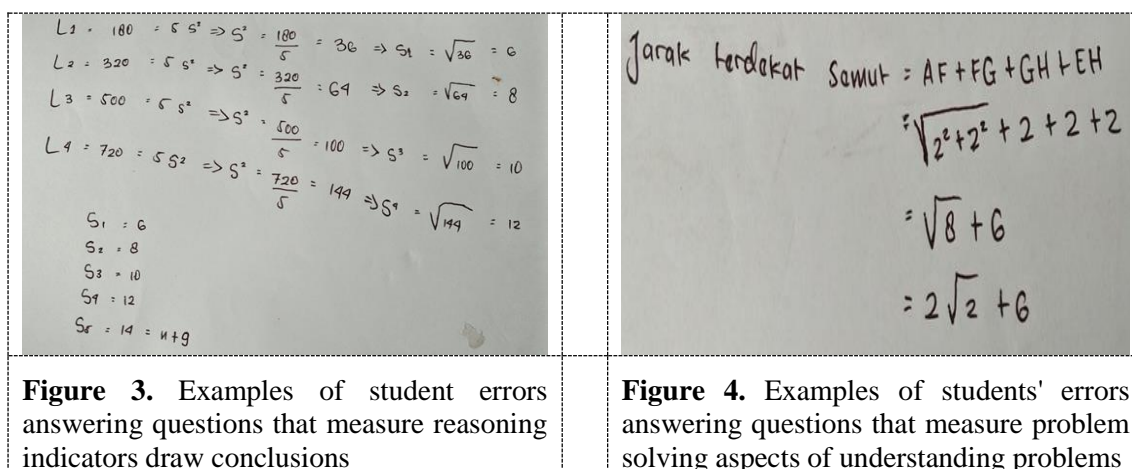 L1 = 180 = 5 S² => S² = 180/5 = 36 => S1 = √36 = 6
L2 = 320 = 5 s² => S² = 320/5 = 64 => S2 = √64 = 8
L3 = 500 = 5 s² => S² = 500/5 = 100 => S³ = √100 = 10
L4 = 720 = 5 S² => S² = 720/5 = 144 => S⁴ = √144 = 12
S1 = 6
S2 = 8
S3 = 10
S4 = 12
S5 = 14 = n+9
Figure 3. Examples of student errors
answering questions that measure reasoning
indicators draw conclusions
Jarak terdekat Semut = AF + FG + GH + EH
= √2²+2² + 2 + 2 + 2
= √8 + 6
= 2√2 + 6
Figure 4. Examples of students' errors
answering questions that measure problem
solving aspects of understanding problems